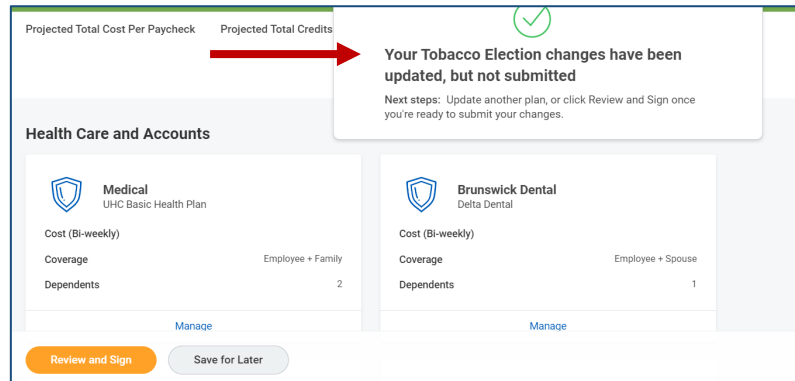 Projected Total Cost Per Paycheck
Projected Total Credits
Your Tobacco Election changes have been
updated, but not submitted
Next steps: Update another plan, or click Review and Sign once
you're ready to submit your changes.
Health Care and Accounts
Medical
UHC Basic Health Plan
Cost (Bi-weekly)
Coverage Employee + Family
Dependents 2
Manage
Brunswick Dental
Delta Dental
Cost (Bi-weekly)
Coverage Employee + Spouse
Dependents 1
Manage
Review and Sign
Save for Later